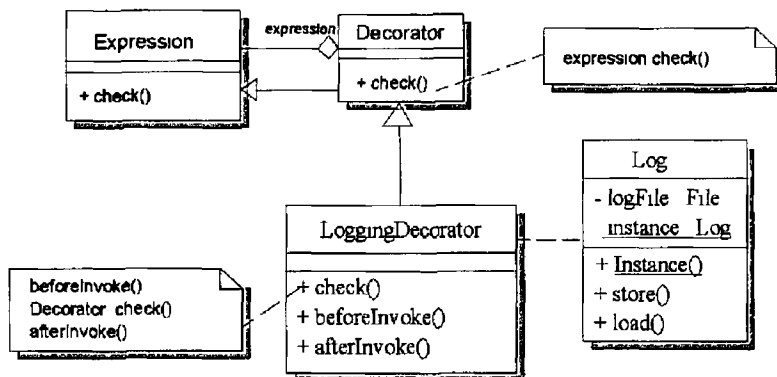 Expression
+ check()
expression
Decorator
+ check()
expression check()
LoggingDecorator
+ check()
+ beforeInvoke()
+ afterInvoke()
beforeInvoke()
Decorator check()
afterInvoke()
Log
- logFile File
instance Log
+ Instance()
+ store()
+ load()